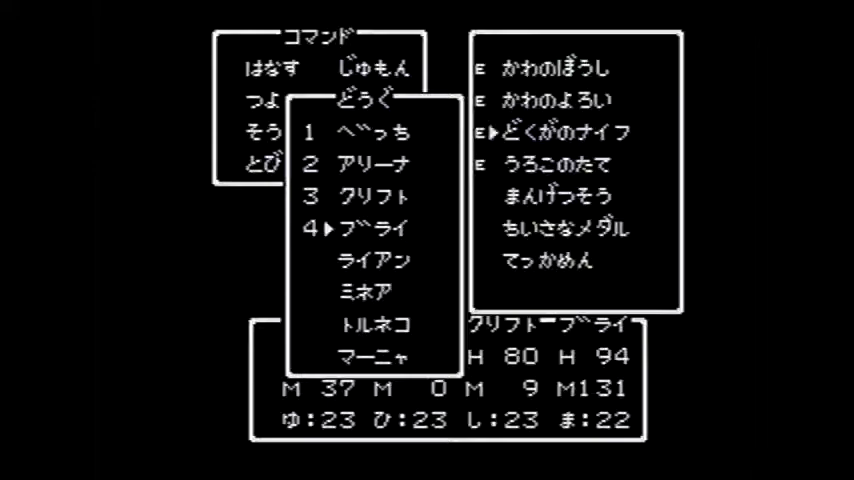 コマンド
はなす じゅもん
つよ
そう
とび
どうぐ
1 べっち
2 アリーナ
3 クリフト
4 ▶ブライ
ライアン
ミネア
トルネコ
マーニャ
E かわのぼうし
E かわのよろい
E▶どくがのナイフ
E うろこのたて
まんげつそう
ちいさなメダル
てっかめん
クリフト ブライ
H 80 H 94
M 37 M 0 M 9 M131
ゆ:23 ひ:23 し:23 ま:22